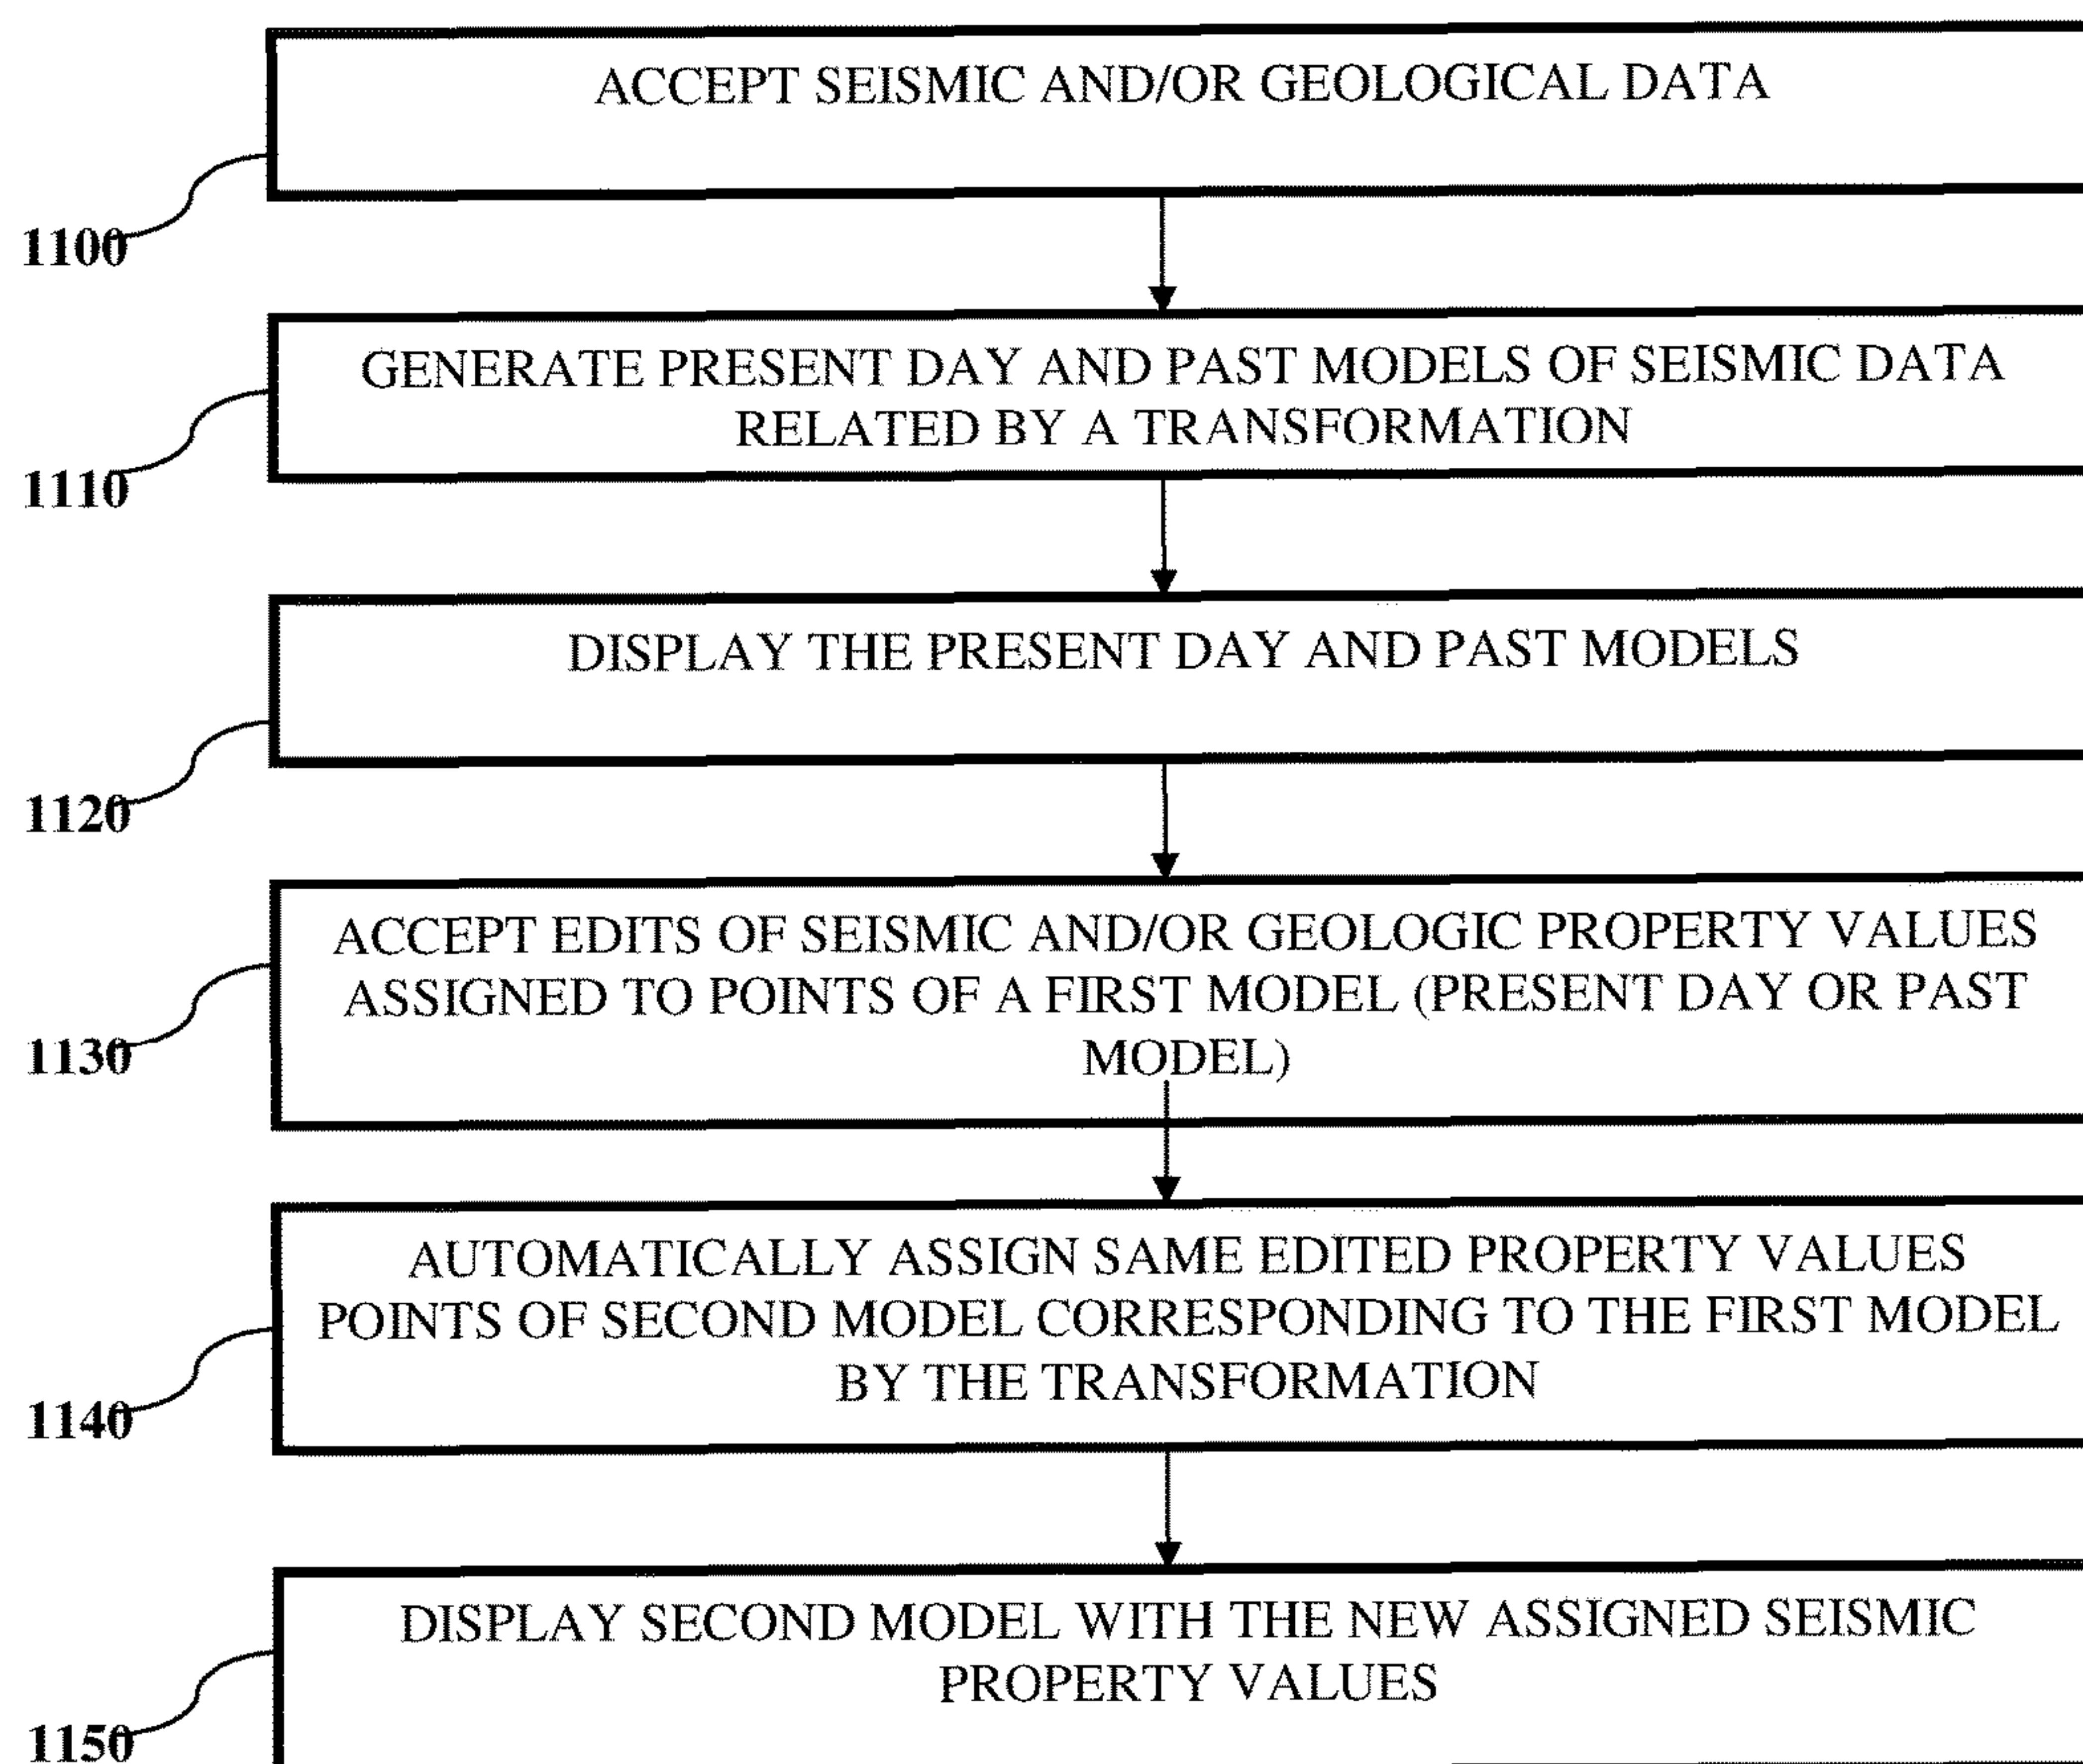 ACCEPT SEISMIC AND/OR GEOLOGICAL DATA
1100
GENERATE PRESENT DAY AND PAST MODELS OF SEISMIC DATA
RELATED BY A TRANSFORMATION
1110
DISPLAY THE PRESENT DAY AND PAST MODELS
1120
ACCEPT EDITS OF SEISMIC AND/OR GEOLOGIC PROPERTY VALUES
ASSIGNED TO POINTS OF A FIRST MODEL (PRESENT DAY OR PAST
MODEL)
1130
AUTOMATICALLY ASSIGN SAME EDITED PROPERTY VALUES
POINTS OF SECOND MODEL CORRESPONDING TO THE FIRST MODEL
BY THE TRANSFORMATION
1140
DISPLAY SECOND MODEL WITH THE NEW ASSIGNED SEISMIC
PROPERTY VALUES
1150